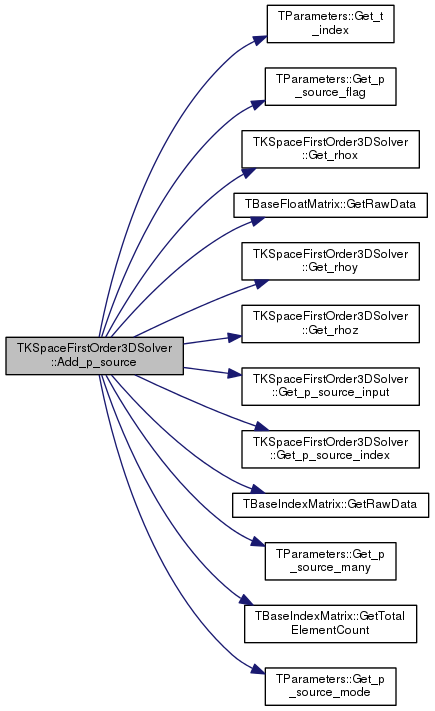 TParameters::Get_t
_index
TParameters::Get_p
_source_flag
TKSpaceFirstOrder3DSolver
::Get_rhox
TBaseFloatMatrix::GetRawData
TKSpaceFirstOrder3DSolver
::Get_rhoy
TKSpaceFirstOrder3DSolver
::Get_rhoz
TKSpaceFirstOrder3DSolver
::Add_p_source
TKSpaceFirstOrder3DSolver
::Get_p_source_input
TKSpaceFirstOrder3DSolver
::Get_p_source_index
TBaseIndexMatrix::GetRawData
TParameters::Get_p
_source_many
TBaseIndexMatrix::GetTotal
ElementCount
TParameters::Get_p
_source_mode